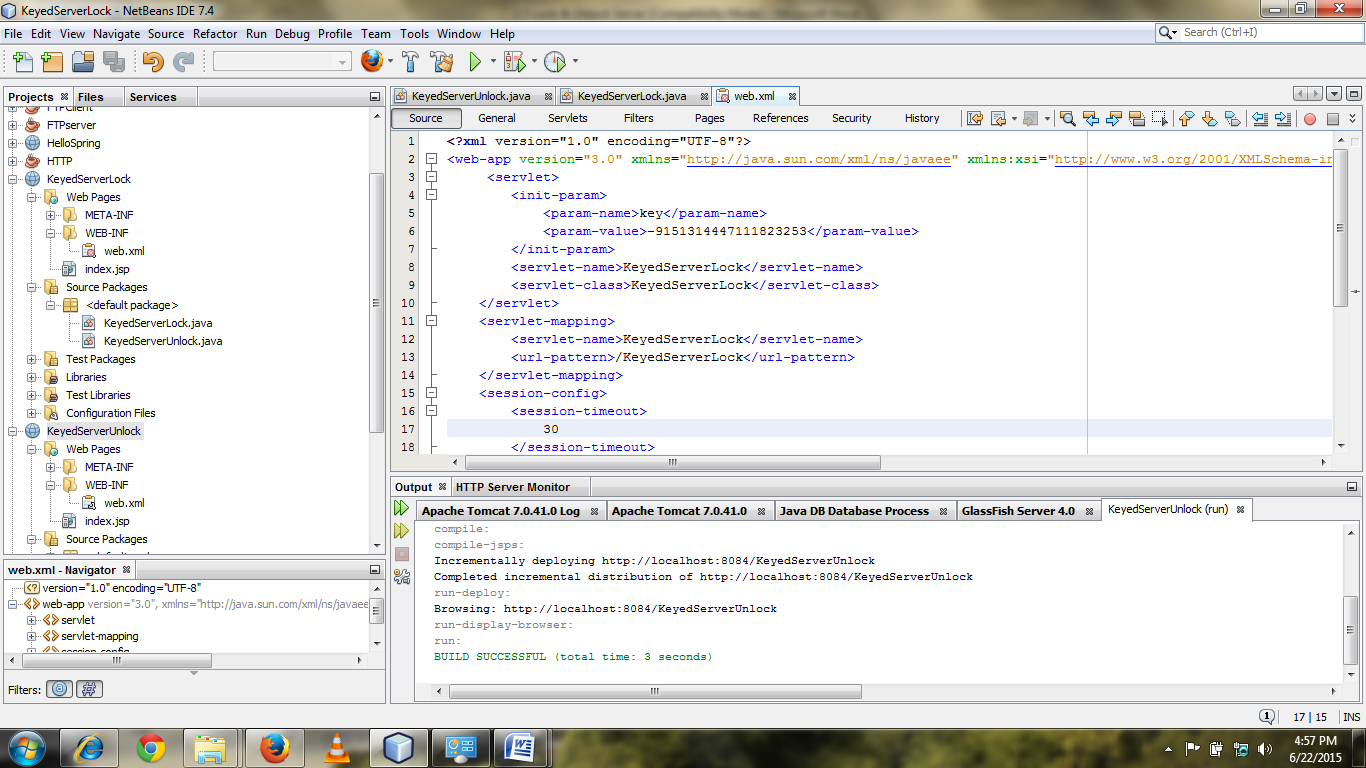 KeyedServerLock - NetBeans IDE 7.4
File Edit View Navigate Source Refactor Run Debug Profile Team Tools Window Help
Search (Ctrl+I)
Projects Files Services
FTPClient
FTPserver
HelloSpring
HTTP
KeyedServerLock
Web Pages
META-INF
WEB-INF
web.xml
index.jsp
Source Packages
<default package>
KeyedServerLock.java
KeyedServerUnlock.java
Test Packages
Libraries
Test Libraries
Configuration Files
KeyedServerUnlock
Web Pages
META-INF
WEB-INF
web.xml
index.jsp
Source Packages
web.xml - Navigator
version="1.0" encoding="UTF-8"
web-app version="3.0", xmlns="http://java.sun.com/xml/ns/javaee
servlet
servlet-mapping
session-config
Filters:
KeyedServerUnlock.java KeyedServerLock.java web.xml
Source General Servlets Filters Pages References Security History
1 <?xml version="1.0" encoding="UTF-8"?>
2 <web-app version="3.0" xmlns="http://java.sun.com/xml/ns/javaee" xmlns:xsi="http://www.w3.org/2001/XMLSchema-in
3 <servlet>
4 <init-param>
5 <param-name>key</param-name>
6 <param-value>-9151314447111823253</param-value>
7 </init-param>
8 <servlet-name>KeyedServerLock</servlet-name>
9 <servlet-class>KeyedServerLock</servlet-class>
10 </servlet>
11 <servlet-mapping>
12 <servlet-name>KeyedServerLock</servlet-name>
13 <url-pattern>/KeyedServerLock</url-pattern>
14 </servlet-mapping>
15 <session-config>
16 <session-timeout>
17 30
18 </session-timeout>
Output HTTP Server Monitor
Apache Tomcat 7.0.41.0 Log Apache Tomcat 7.0.41.0 Java DB Database Process GlassFish Server 4.0 KeyedServerUnlock (run)
compile:
compile-jsps:
Incrementally deploying http://localhost:8084/KeyedServerUnlock
Completed incremental distribution of http://localhost:8084/KeyedServerUnlock
run-deploy:
Browsing: http://localhost:8084/KeyedServerUnlock
run-display-browser:
run:
BUILD SUCCESSFUL (total time: 3 seconds)
1 17 | 15 INS
4:57 PM
6/22/2015